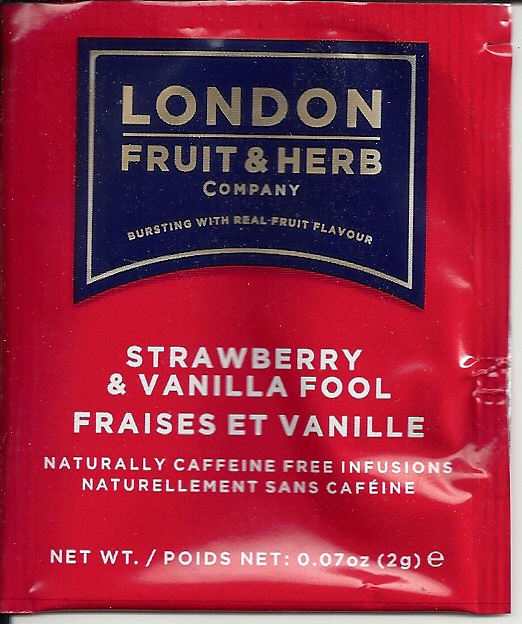 LONDON
FRUIT & HERB
COMPANY
BURSTING WITH REAL FRUIT FLAVOUR
STRAWBERRY
& VANILLA FOOL
FRAISES ET VANILLE
NATURALLY CAFFEINE FREE INFUSIONS
NATURELLEMENT SANS CAFÉINE
NET WT. / POIDS NET: 0.07oz (2g) ℮